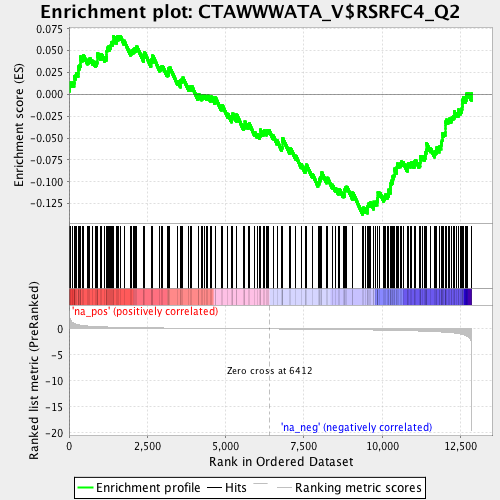 Enrichment plot: CTAWWWATA_V$RSRFC4_Q2
Enrichment score (ES)
0.075
0.050
0.025
0.000
-0.025
-0.050
-0.075
-0.100
-0.125
'na_pos' (positively correlated)
Ranked list metric (PreRanked)
0
-5
-10
-15
-20
Zero cross at 6412
'na_neg' (negatively correlated)
0 2,500 5,000 7,500 10,000 12,500
Rank in Ordered Dataset
Enrichment profile Hits Ranking metric scores